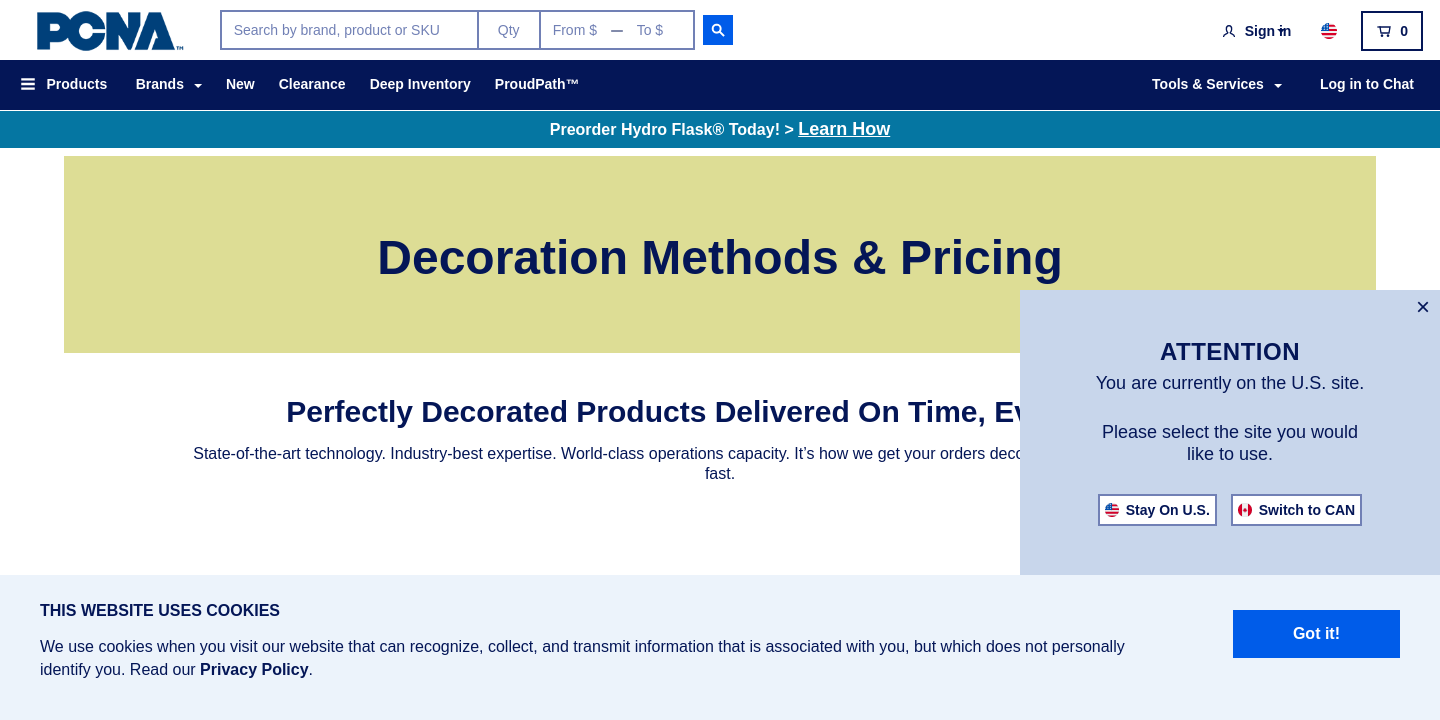 PCNA™
Search by brand, product or SKU
Qty
From $ — To $
Sign in
0
Products
Brands
New
Clearance
Deep Inventory
ProudPath™
Tools & Services
Log in to Chat
Preorder Hydro Flask® Today! > Learn How
Decoration Methods & Pricing
Perfectly Decorated Products Delivered On Time,
State-of-the-art technology. Industry-best expertise. World-class operations capacity. It’s how we get your orders
fast.
×
ATTENTION
You are currently on the U.S. site.
Please select the site you would
like to use.
Stay On U.S.
Switch to CAN
THIS WEBSITE USES COOKIES
We use cookies when you visit our website that can recognize, collect, and transmit information that is associated with you, but which does not personally
identify you. Read our Privacy Policy.
Got it!